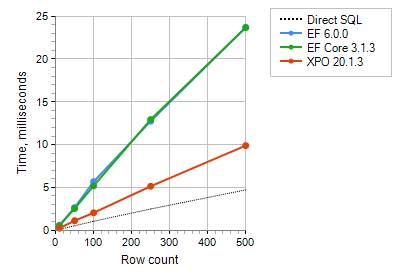 Direct SQL
EF 6.0.0
EF Core 3.1.3
XPO 20.1.3
Time, milliseconds
25
20
15
10
5
0
0 100 200 300 400 500
Row count